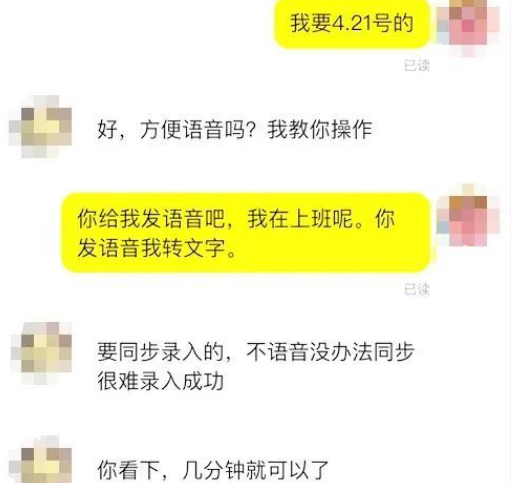 我要4.21号的
已读
好，方便语音吗？我教你操作
你给我发语音吧，我在上班呢。你
发语音我转文字。
已读
要同步录入的，不语音没办法同步
很难录入成功
你看下，几分钟就可以了